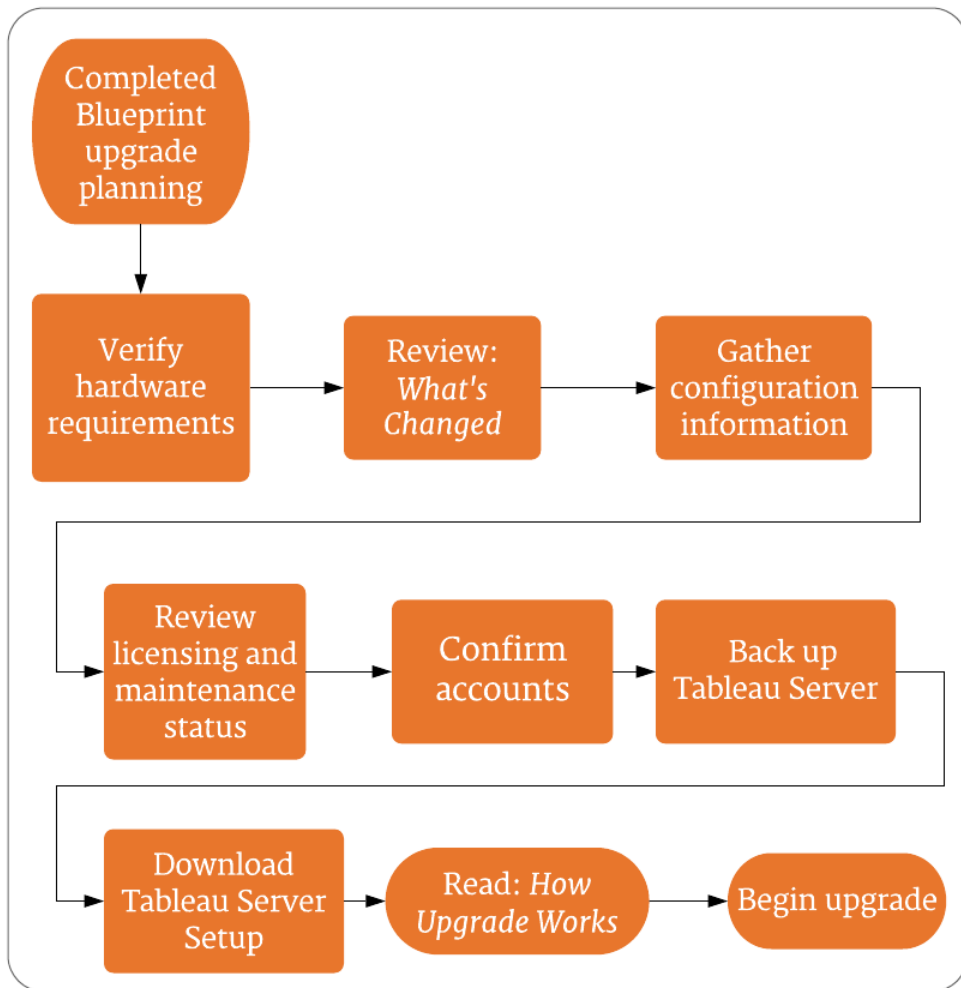 Completed
Blueprint
upgrade
planning
Verify
hardware
requirements
Review:
What's
Changed
Gather
configuration
information
Review
licensing and
maintenance
status
Confirm
accounts
Back up
Tableau Server
Download
Tableau Server
Setup
Read: How
Upgrade Works
Begin upgrade